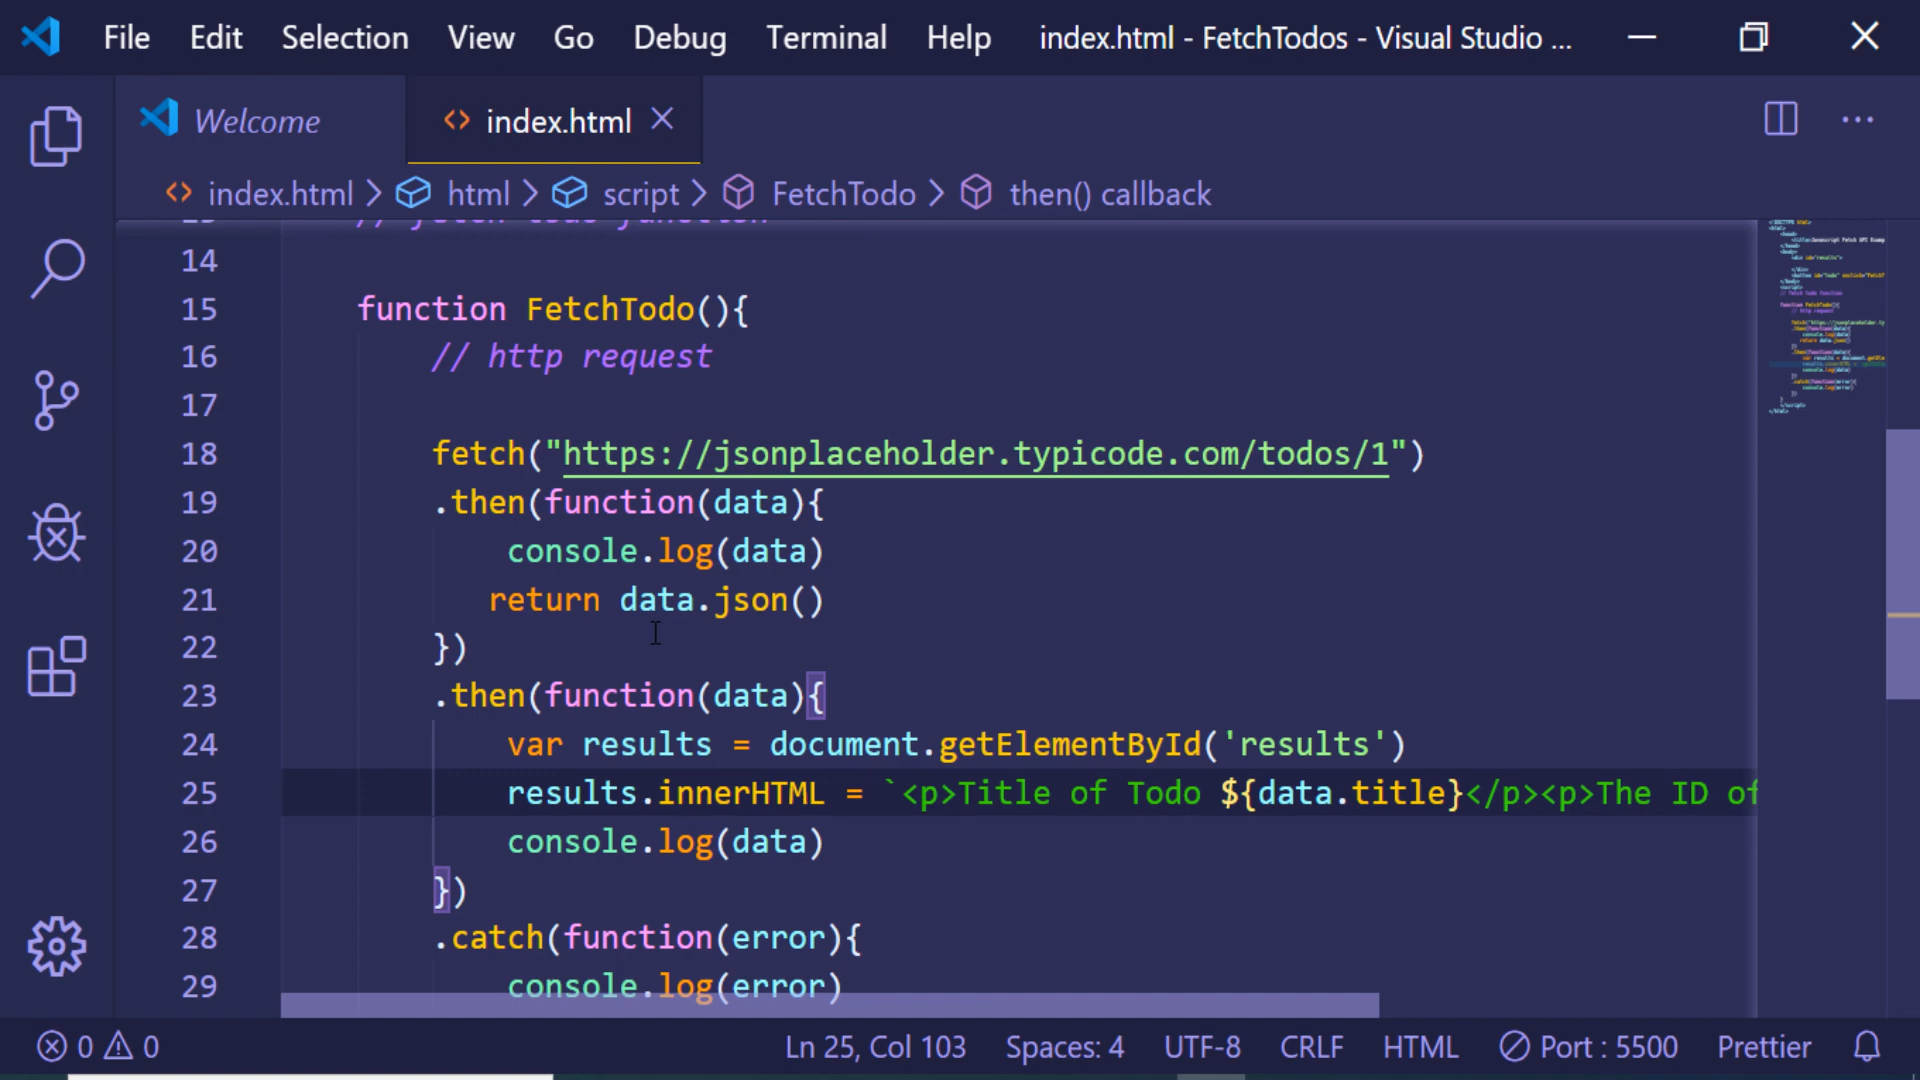 File Edit Selection View Go Debug Terminal Help index.html - FetchTodos - Visual Studio ...
Welcome index.html
index.html > html > script > FetchTodo > then() callback
14
15 function FetchTodo(){
16 // http request
17
18 fetch("https://jsonplaceholder.typicode.com/todos/1")
19 .then(function(data){
20 console.log(data)
21 return data.json()
22 })
23 .then(function(data){
24 var results = document.getElementById('results')
25 results.innerHTML = `<p>Title of Todo ${data.title}</p><p>The ID of
26 console.log(data)
27 })
28 .catch(function(error){
29 console.log(error)
0 0 Ln 25, Col 103 Spaces: 4 UTF-8 CRLF HTML Port : 5500 Prettier